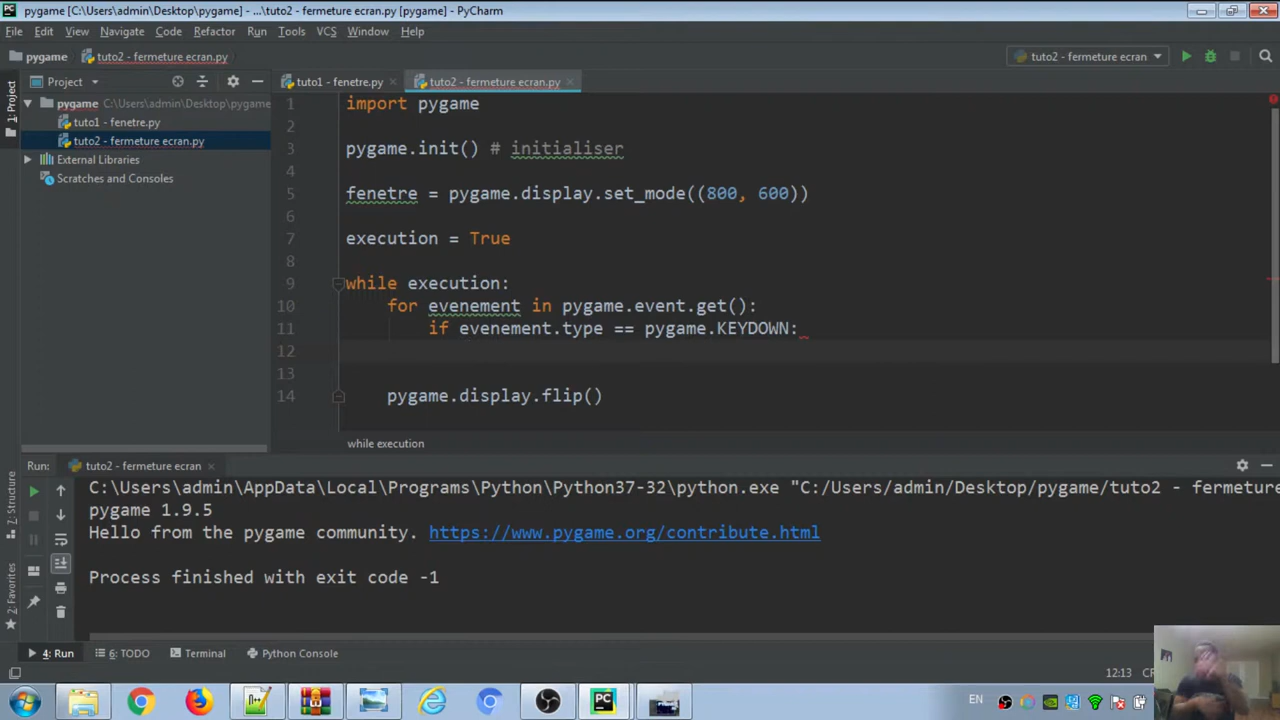 pygame [C:\Users\admin\Desktop\pygame] - ...\tuto2 - fermeture ecran.py [pygame] - PyCharm
File Edit View Navigate Code Refactor Run Tools VCS Window Help
pygame tuto2 - fermeture ecran.py
tuto2 - fermeture ecran
1: Project
Project
tuto1 - fenetre.py
tuto2 - fermeture ecran.py
pygame C:\Users\admin\Desktop\pygame
tuto1 - fenetre.py
tuto2 - fermeture ecran.py
External Libraries
Scratches and Consoles
1 import pygame
2
3 pygame.init() # initialiser
4
5 fenetre = pygame.display.set_mode((800, 600))
6
7 execution = True
8
9 while execution:
10 for evenement in pygame.event.get():
11 if evenement.type == pygame.KEYDOWN:
12
13
14 pygame.display.flip()
while execution
Run: tuto2 - fermeture ecran
C:\Users\admin\AppData\Local\Programs\Python\Python37-32\python.exe "C:/Users/admin/Desktop/pygame/tuto2 - fermeture
pygame 1.9.5
Hello from the pygame community. https://www.pygame.org/contribute.html
Process finished with exit code -1
Z: Structure
2: Favorites
4: Run 6: TODO Terminal Python Console
12:13
EN